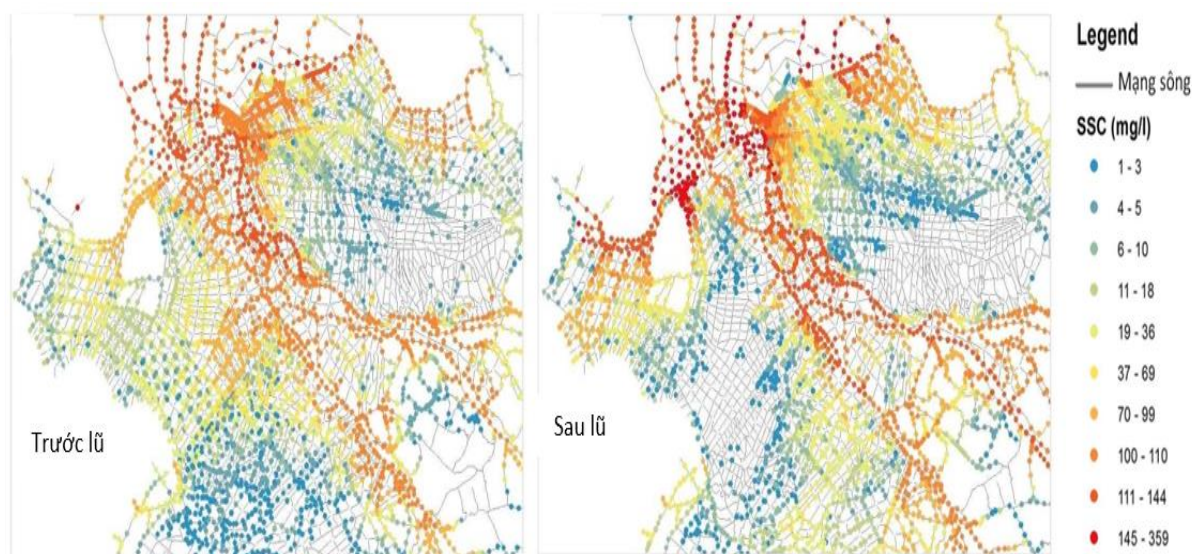 Trước lũ
Sau lũ
Legend
Mạng sông
SSC (mg/l)
1 - 3
4 - 5
6 - 10
11 - 18
19 - 36
37 - 69
70 - 99
100 - 110
111 - 144
145 - 359